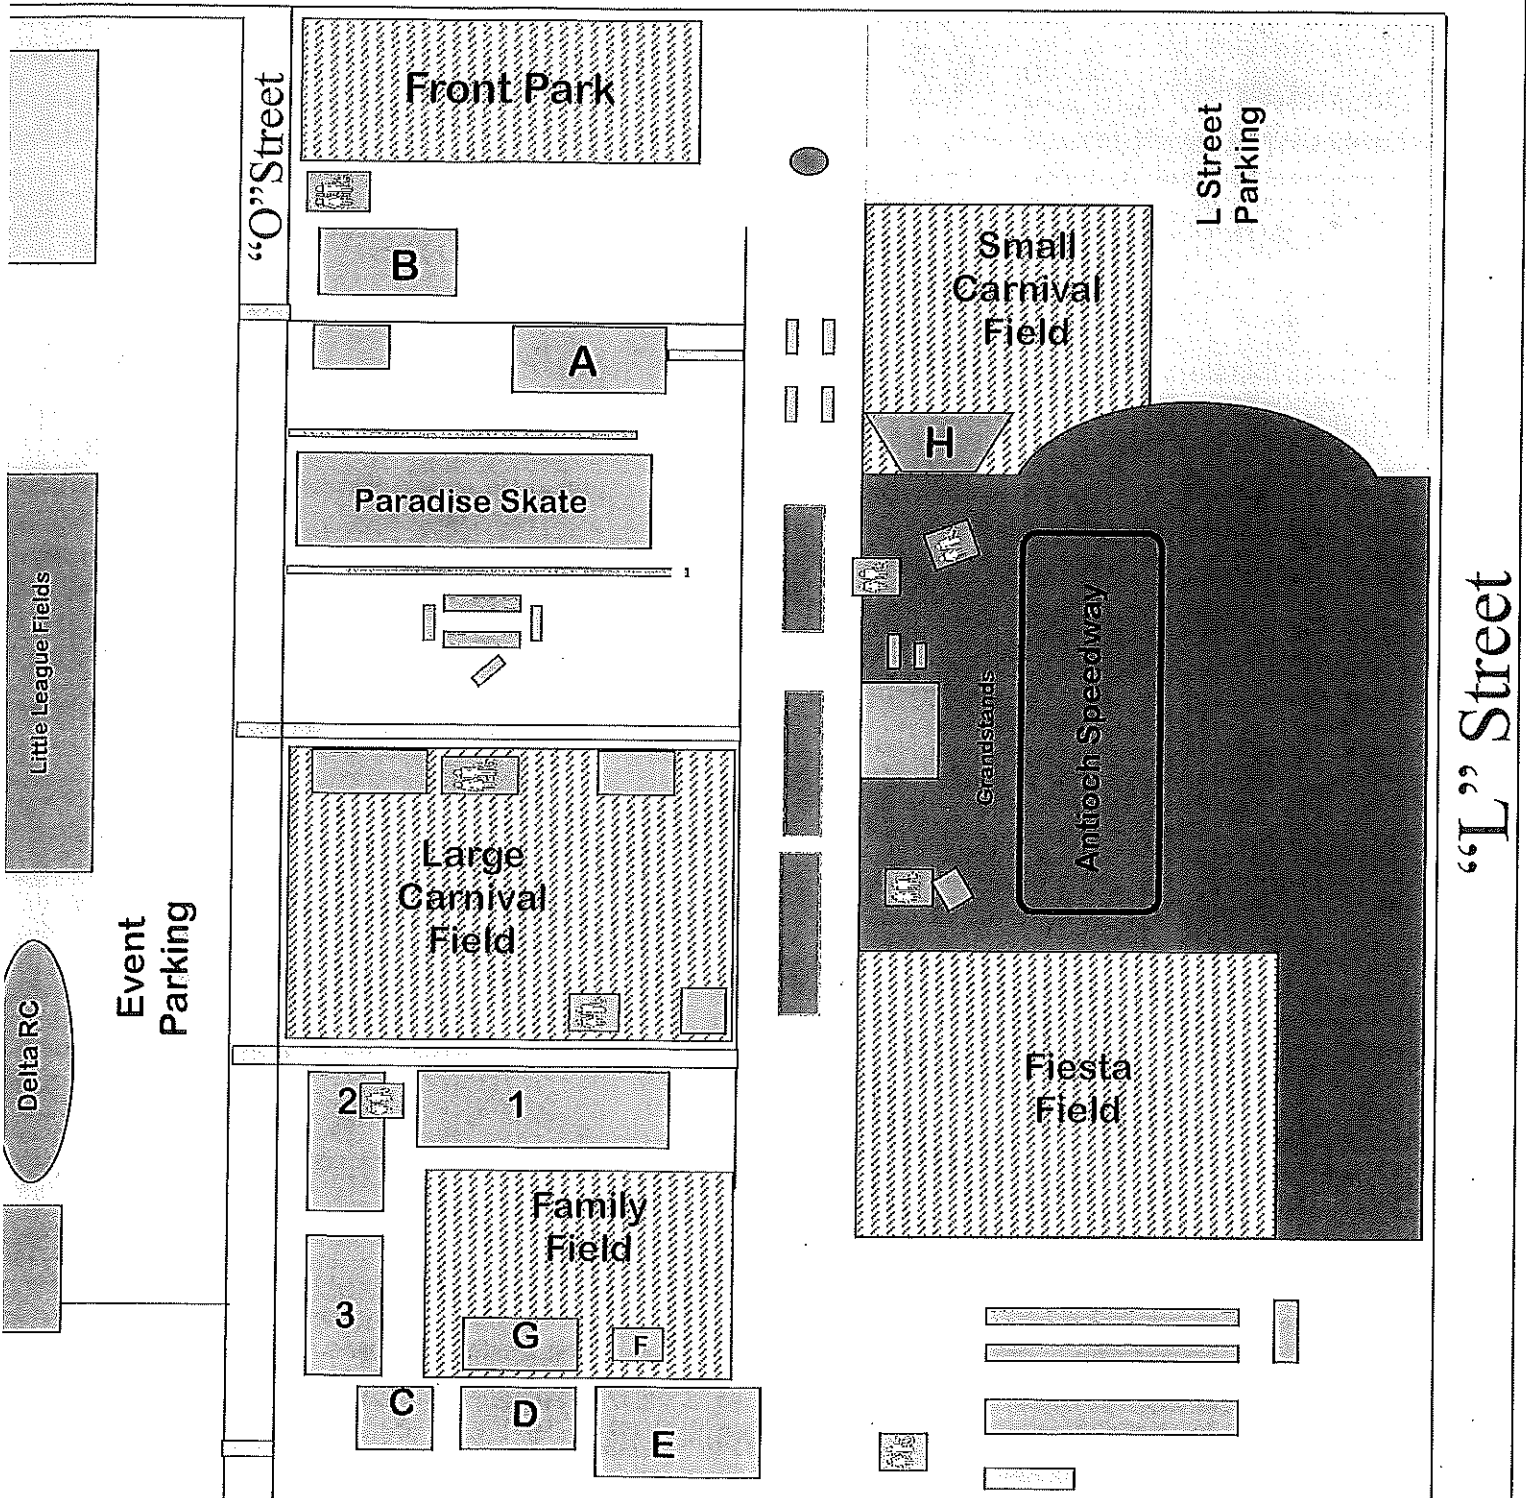 Front Park
"O" Street
L Street
Parking
B
Small
Carnival
Field
A
H
Paradise Skate
1
Little League Fields
Grandstands
Antioch Speedway
"L" Street
Large
Carnival
Field
Event
Parking
Delta RC
2
1
Fiesta
Field
Family
Field
3
G
F
C
D
E